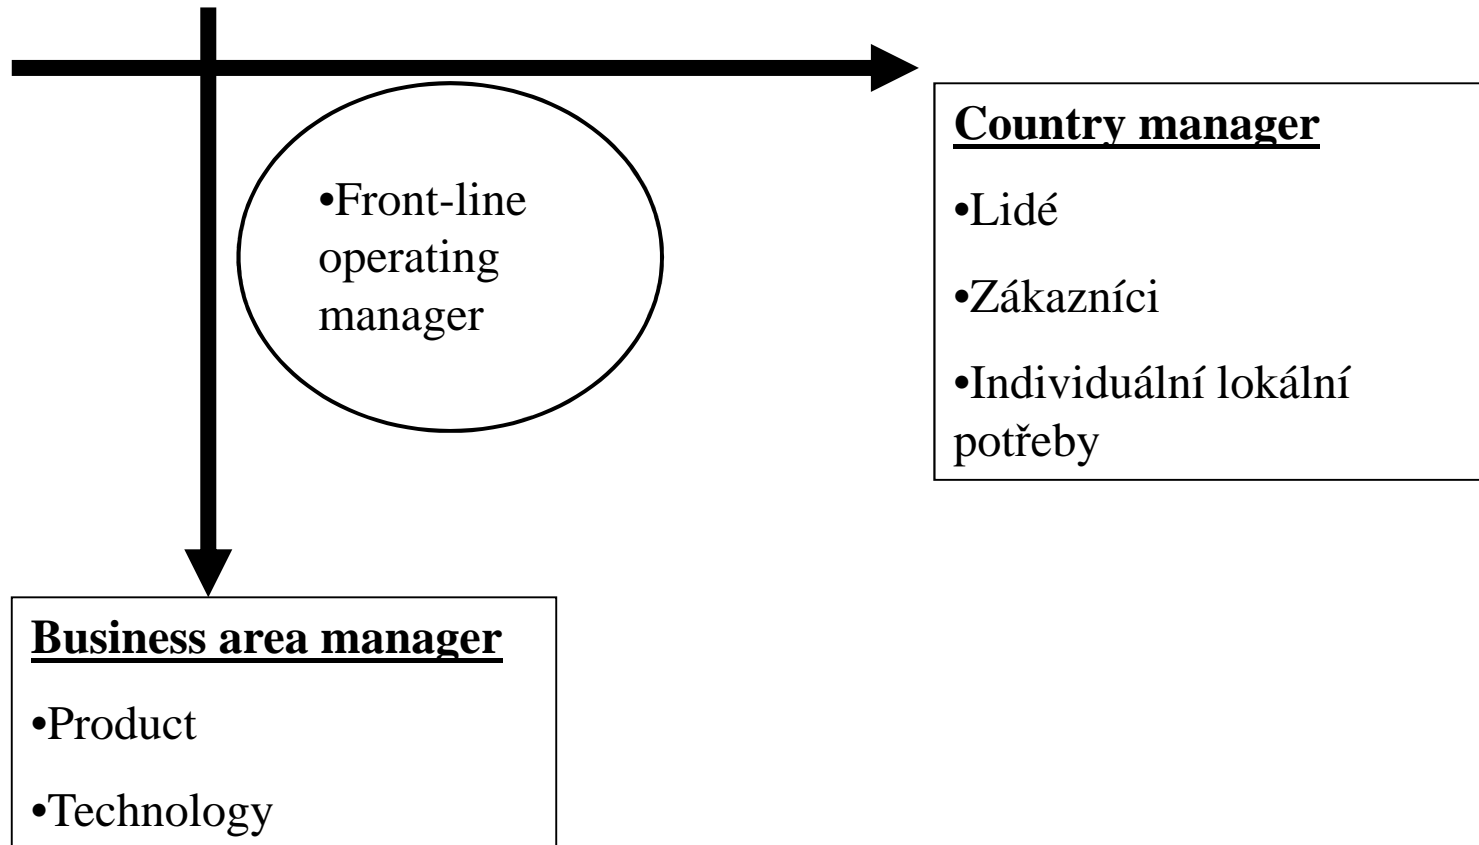 •Front-line
operating
manager
Country manager
•Lidé
•Zákazníci
•Individuální lokální
potřeby
Business area manager
•Product
•Technology